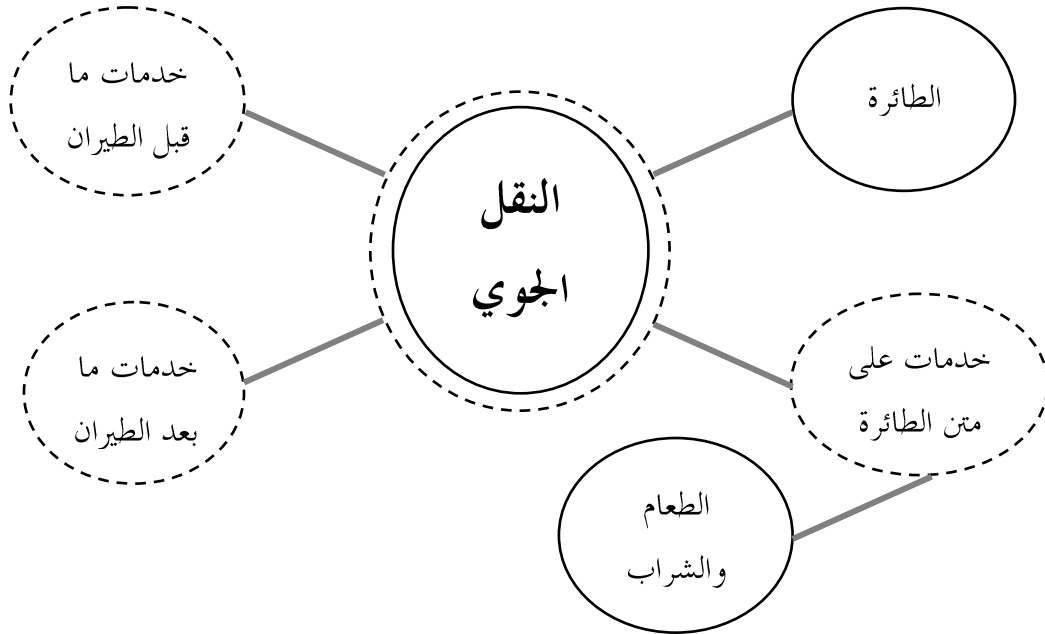 الطائرة
خدمات ما
قبل الطيران
النقل
الجوي
خدمات على
متن الطائرة
خدمات ما
بعد الطيران
الطعام
والشراب